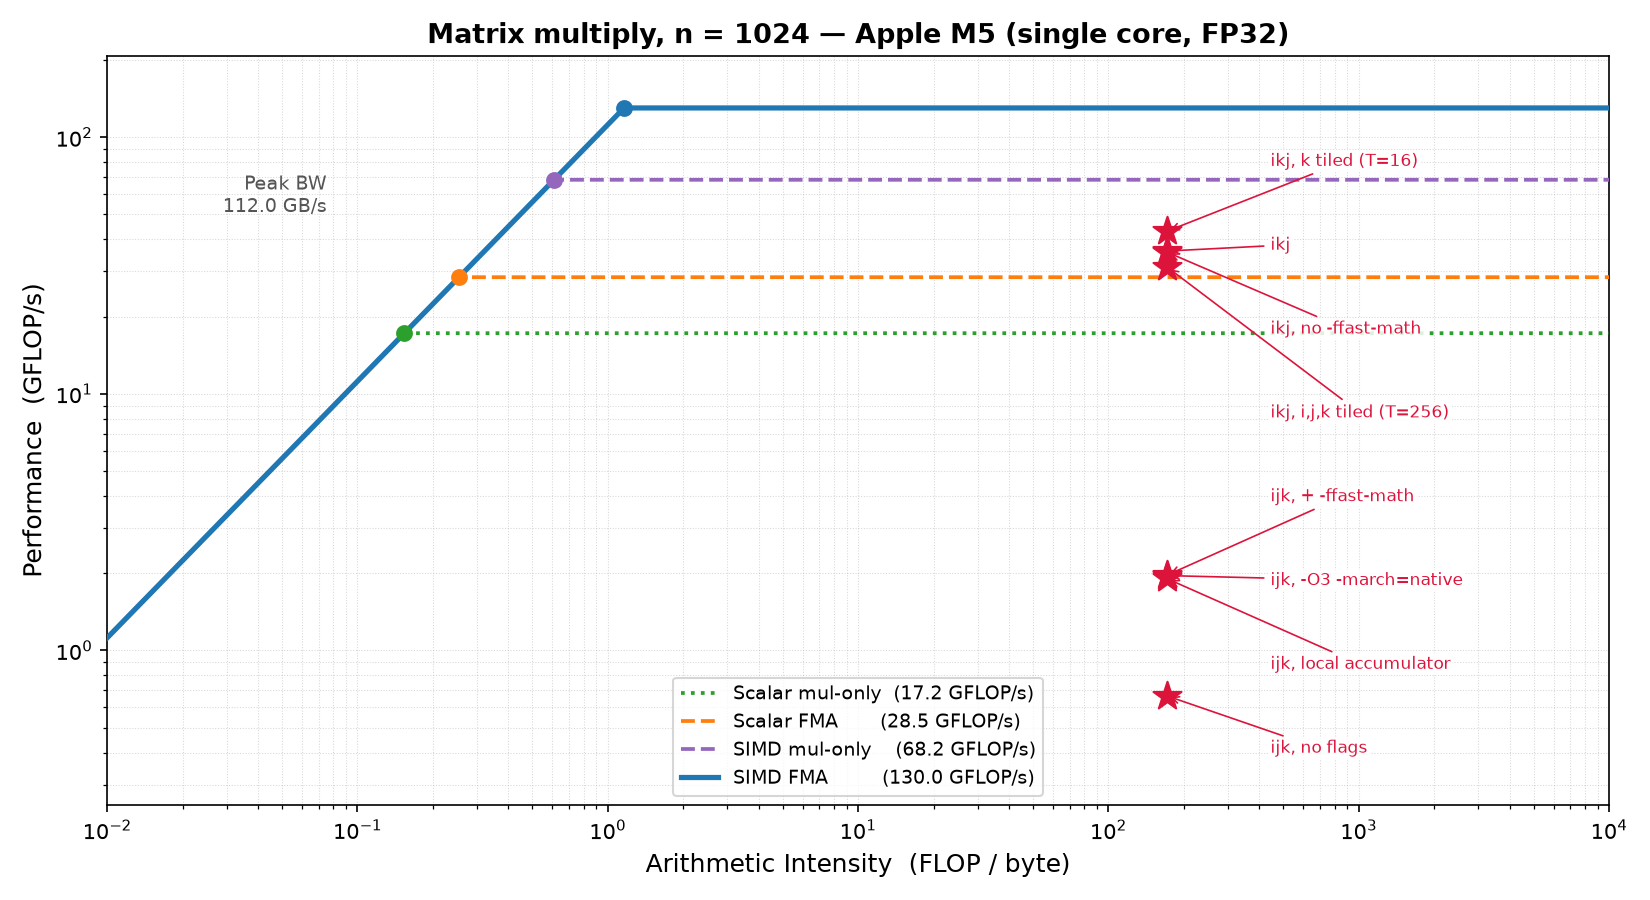 Matrix multiply, n = 1024 — Apple M5 (single core, FP32)
Performance (GFLOP/s)
10²
10¹
10⁰
Peak BW
112.0 GB/s
ikj, k tiled (T=16)
ikj
ikj, no -ffast-math
ikj, i,j,k tiled (T=256)
ijk, + -ffast-math
ijk, -O3 -march=native
ijk, local accumulator
ijk, no flags
Scalar mul-only (17.2 GFLOP/s)
Scalar FMA (28.5 GFLOP/s)
SIMD mul-only (68.2 GFLOP/s)
SIMD FMA (130.0 GFLOP/s)
10⁻² 10⁻¹ 10⁰ 10¹ 10² 10³ 10⁴
Arithmetic Intensity (FLOP / byte)